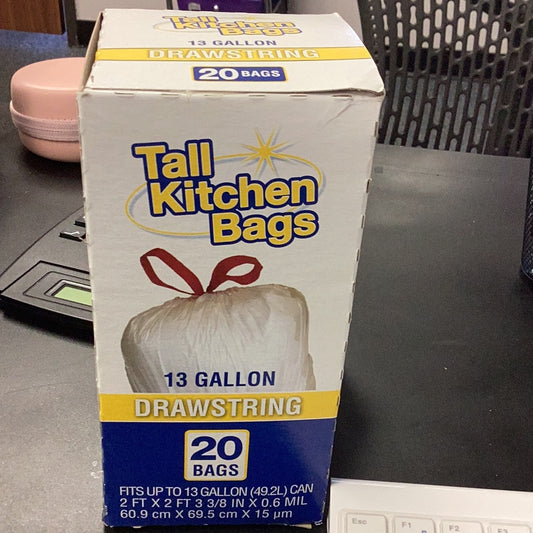 Tall Kitchen
Bags
13 GALLON
DRAWSTRING
20 BAGS
Tall
Kitchen
Bags
13 GALLON
DRAWSTRING
20
BAGS
FITS UP TO 13 GALLON (49.2L) CAN
2 FT X 2 FT 3 3/8 IN X 0.6 MIL
60.9 cm X 69.5 cm X 15 µm
Esc F1 F2 F3